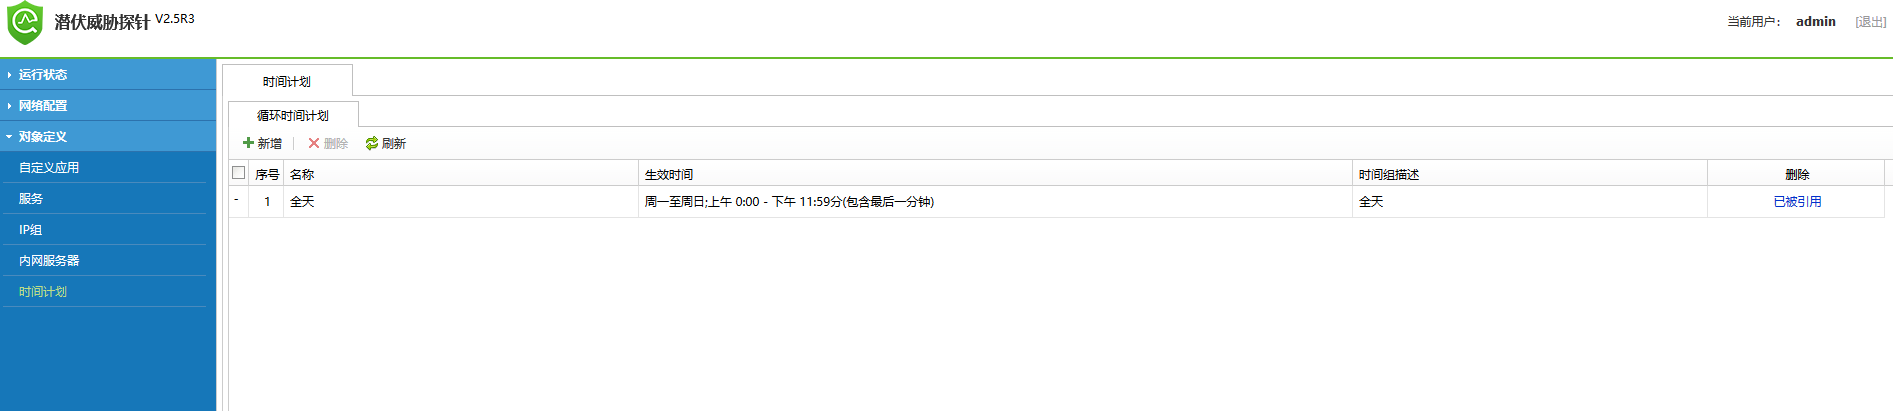 潜伏威胁探针 V2.5R3
当前用户： admin [退出]
运行状态
网络配置
对象定义
自定义应用
服务
IP组
内网服务器
时间计划
时间计划
循环时间计划
新增 删除 刷新
序号 名称 生效时间 时间组描述 删除
- 1 全天 周一至周日;上午 0:00 - 下午 11:59分(包含最后一分钟) 全天 已被引用